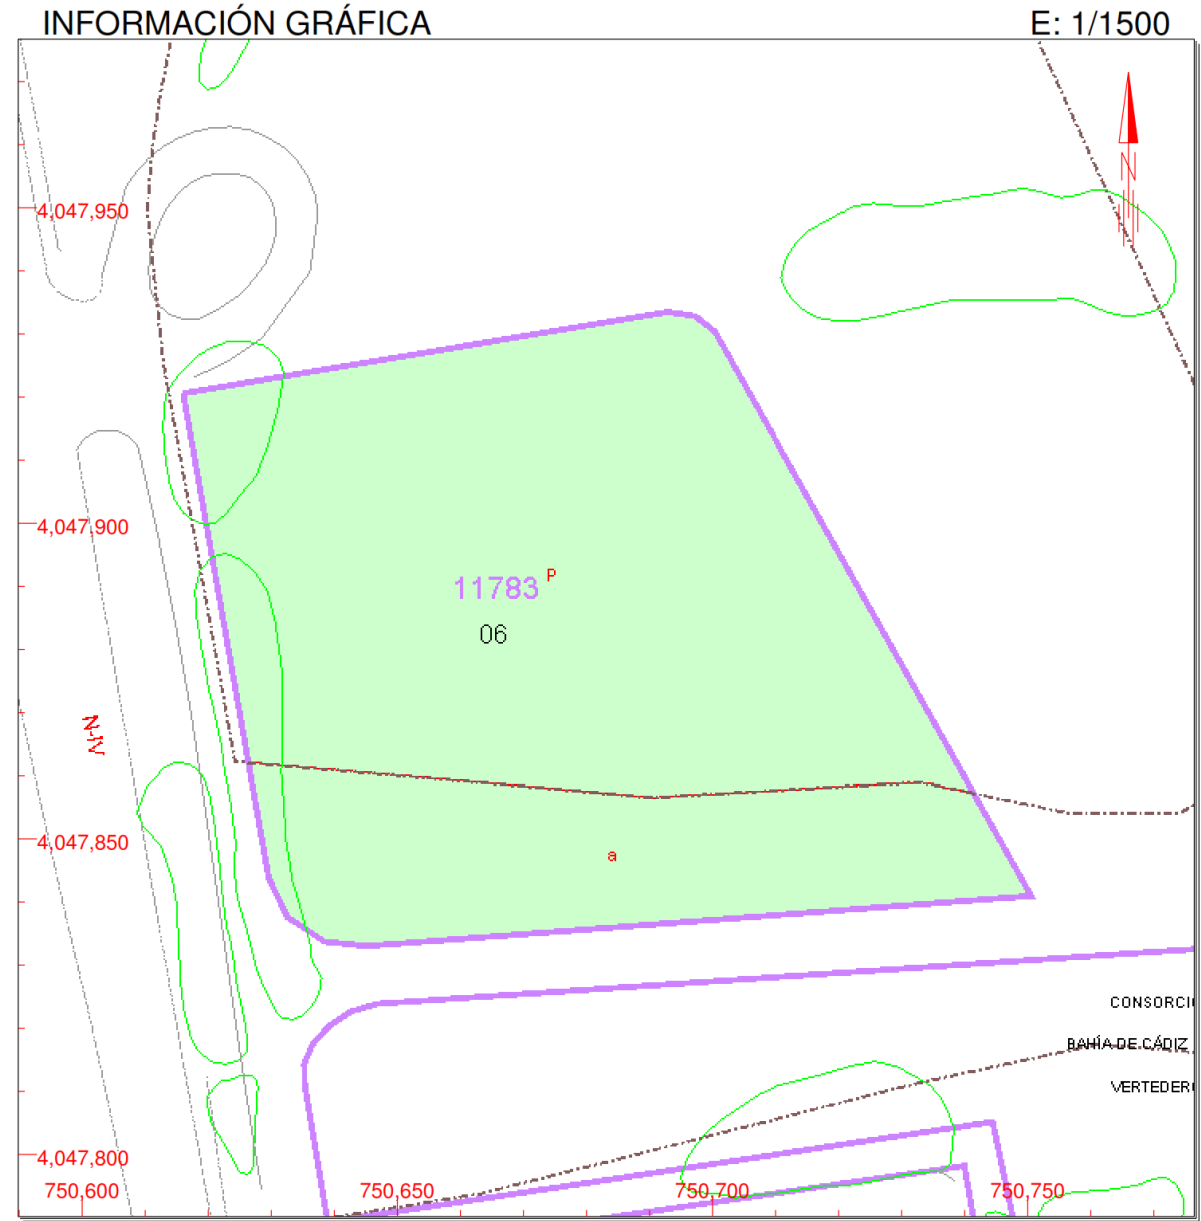 INFORMACIÓN GRÁFICA
E: 1/1500
N
4,047,950
4,047,900
11783
P
06
N-IV
4,047,850
a
CONSORCI
BAHÍA DE CÁDIZ
VERTEDER
4,047,800
750,600
750,650
750,700
750,750